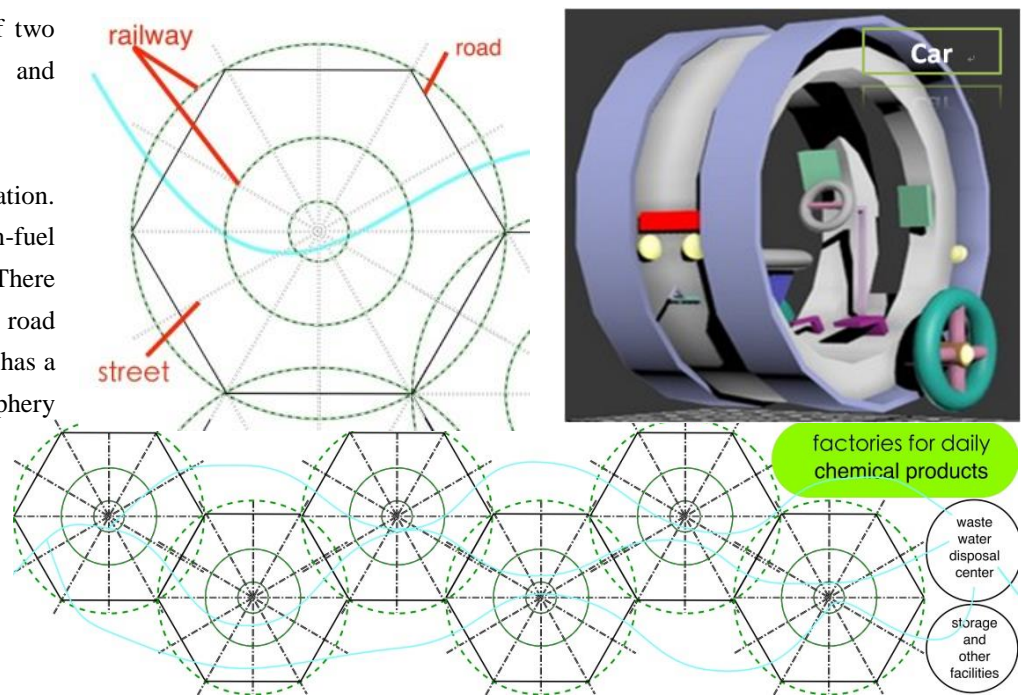 f two
and
ation.
n-fuel
There
road
has a
phery
railway
road
street
Car
factories for daily
chemical products
waste
water
disposal
center
storage
and
other
facilities